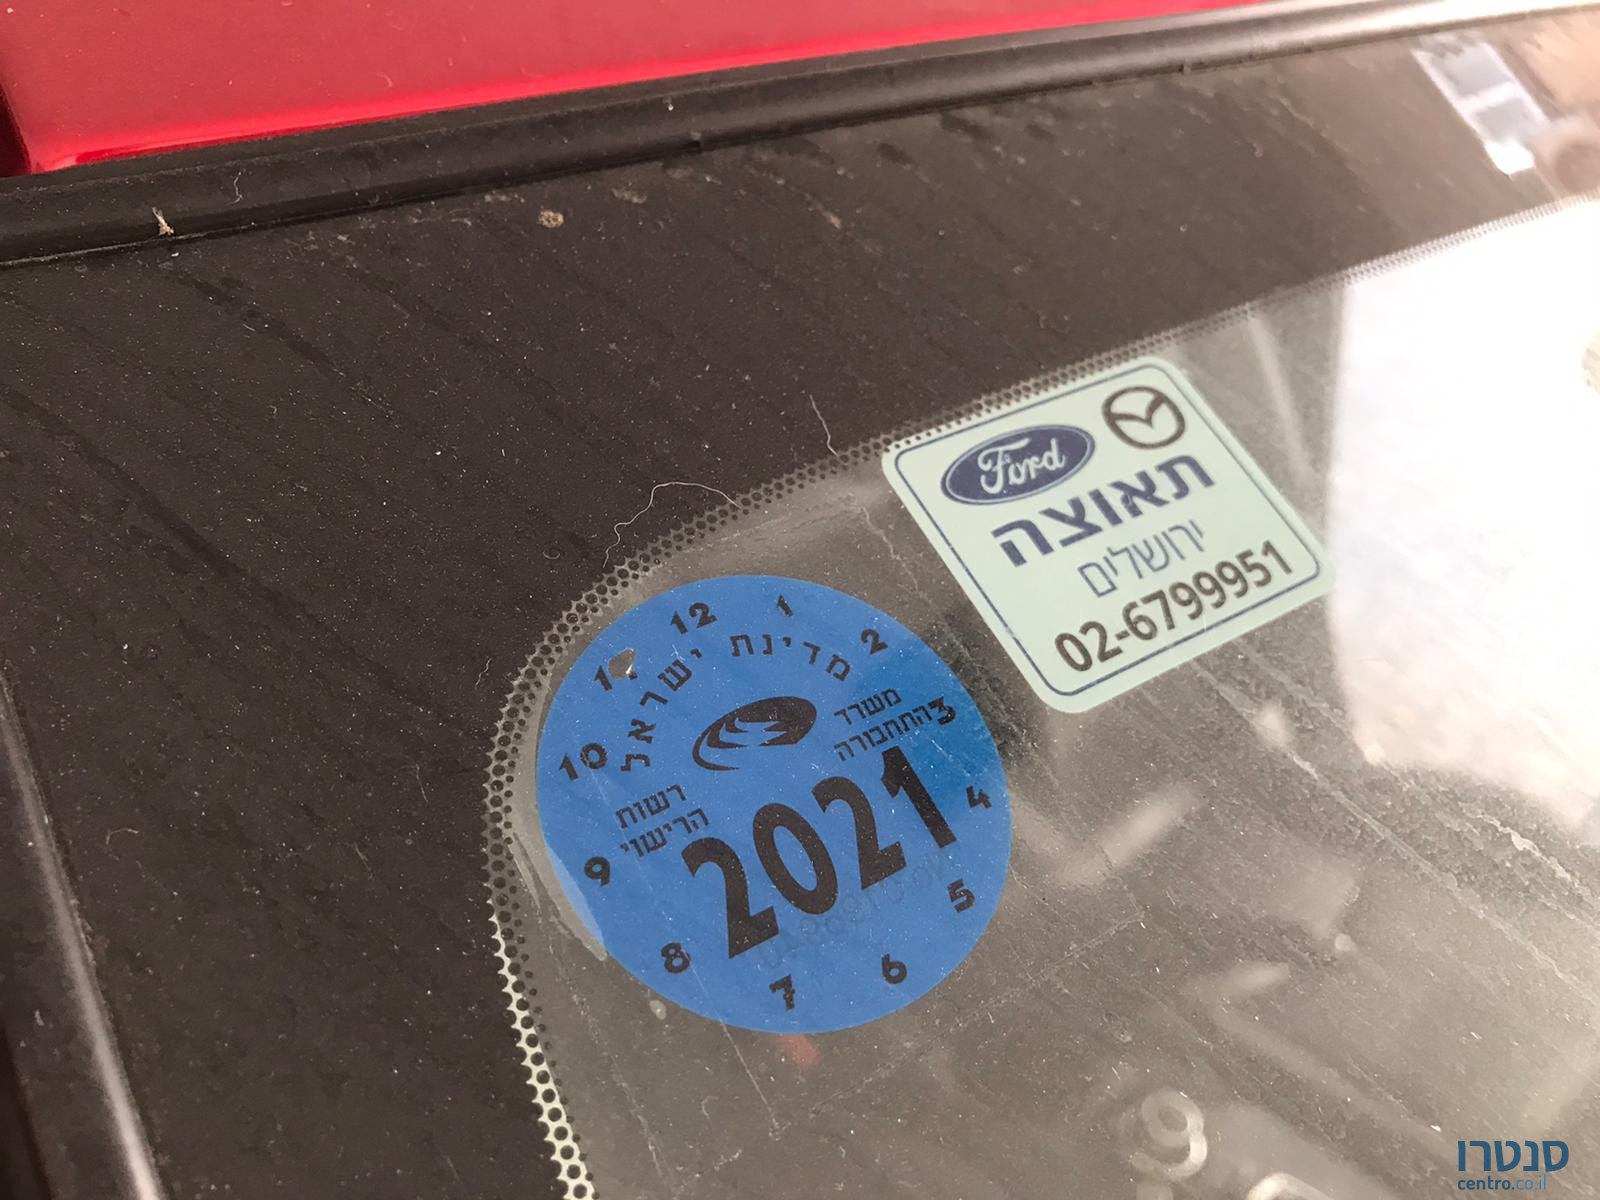 Ford
תאוצה
ירושלים
02-6799951
12 1 2 3 4 5 6 7 8 9 10 11
מדינת ישראל
משרד
התחבורה
רשות
הרישוי
2021
סנטרו
centro.co.il